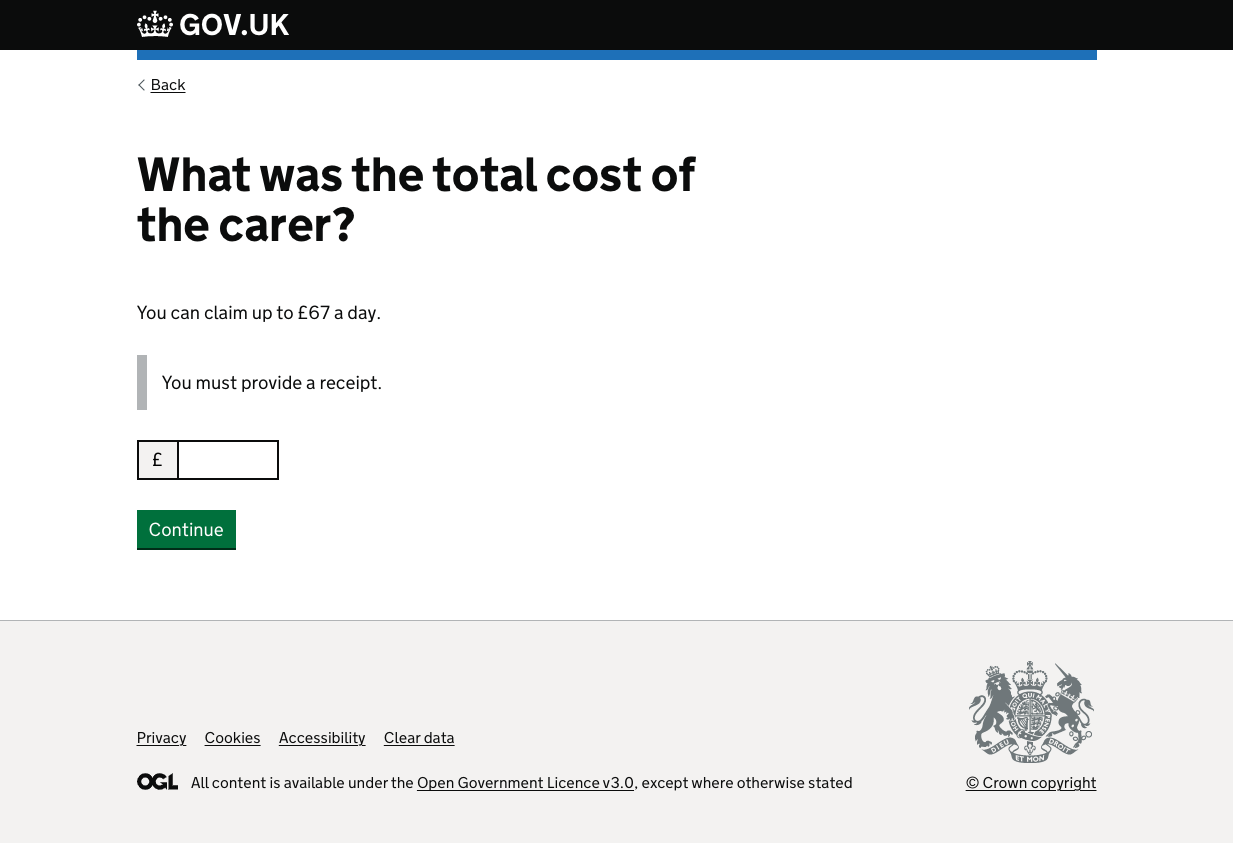 GOV.UK
Back
What was the total cost of
the carer?
You can claim up to £67 a day.
You must provide a receipt.
£
Continue
Privacy Cookies Accessibility Clear data
OGL All content is available under the Open Government Licence v3.0, except where otherwise stated
DIEU ET MON DROIT
© Crown copyright